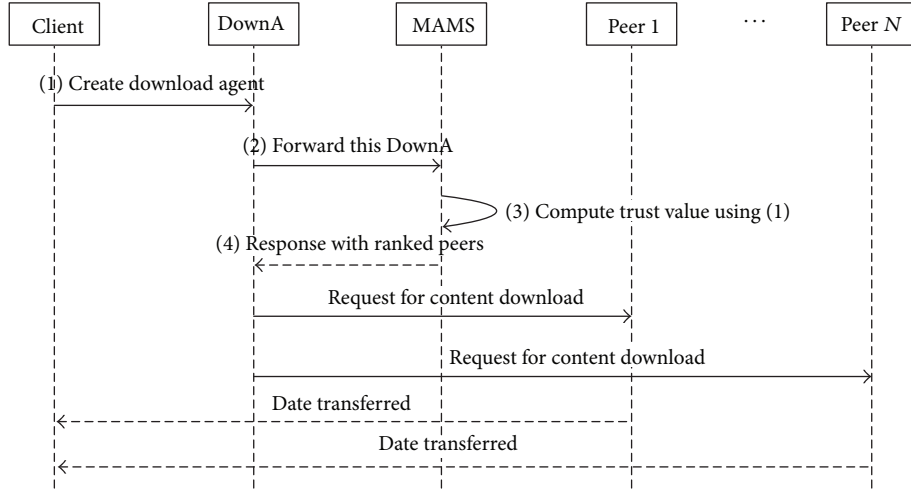 Client DownA MAMS Peer 1 ... Peer N
(1) Create download agent
(2) Forward this DownA
(3) Compute trust value using (1)
(4) Response with ranked peers
Request for content download
Request for content download
Date transferred
Date transferred